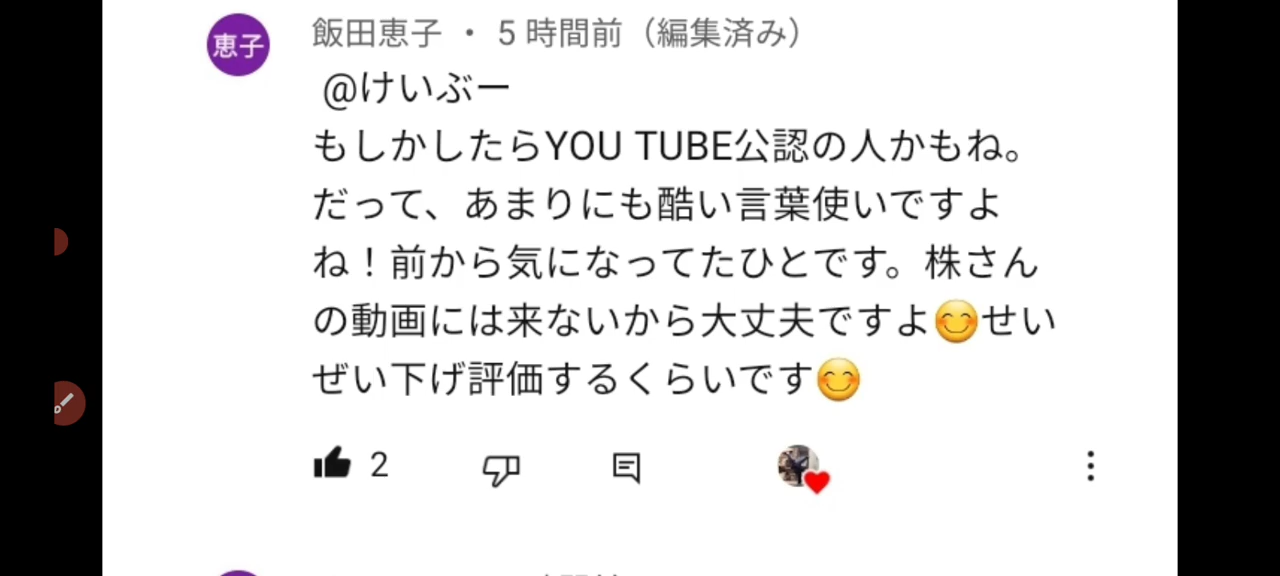 恵子
飯田恵子 ・ 5 時間前（編集済み）
@けいぶー
もしかしたらYOU TUBE公認の人かもね。
だって、あまりにも酷い言葉使いですよ
ね！前から気になってたひとです。株さん
の動画には来ないから大丈夫ですよ😊せい
ぜい下げ評価するくらいです😊
2